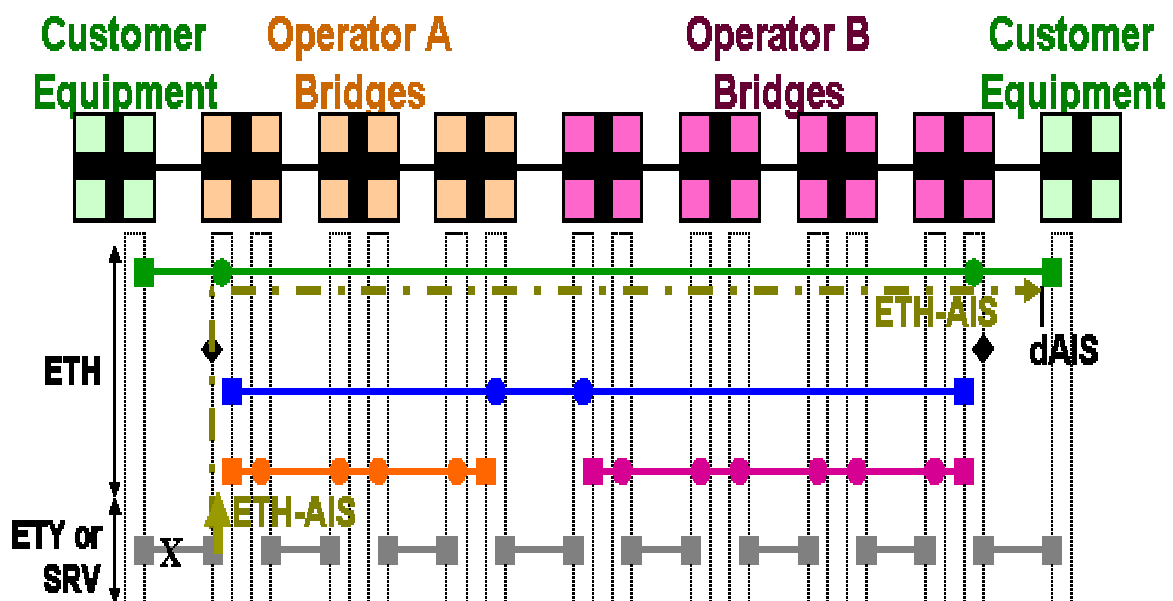 Customer Equipment
Operator A Bridges
Operator B Bridges
Customer Equipment
ETH-AIS
dAIS
ETH
ETH-AIS
ETY or
SRV
X